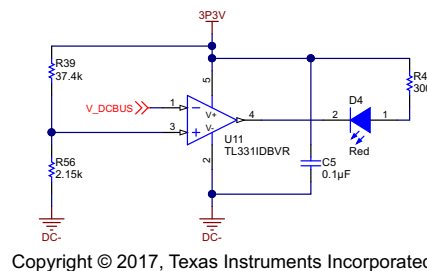 3P3V
R39
37.4k
V_DCBUS
1
5
V+
V-
3
4
2
U11
TL331IDBVR
R56
2.15k
C5
0.1µF
D4
2
1
Red
DC-
DC-
Copyright © 2017, Texas Instruments Incorporated